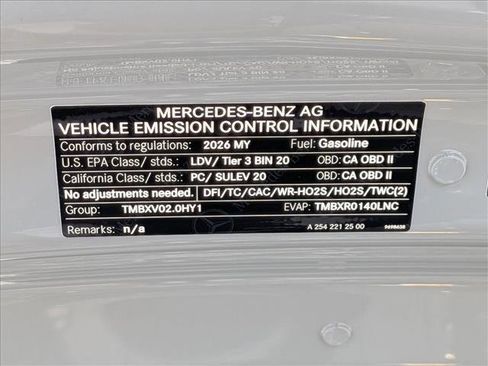 MERCEDES-BENZ AG
VEHICLE EMISSION CONTROL INFORMATION
Conforms to regulations: 2026 MY Fuel: Gasoline
U.S. EPA Class/ stds.: LDV/ Tier 3 BIN 20 OBD: CA OBD II
California Class/ stds.: PC/ SULEV 20 OBD: CA OBD II
No adjustments needed. DFI/TC/CAC/WR-HO2S/HO2S/TWC(2)
Group: TMBXV02.0HY1 EVAP: TMBXR0140LNC
Remarks: n/a A 254 221 25 00